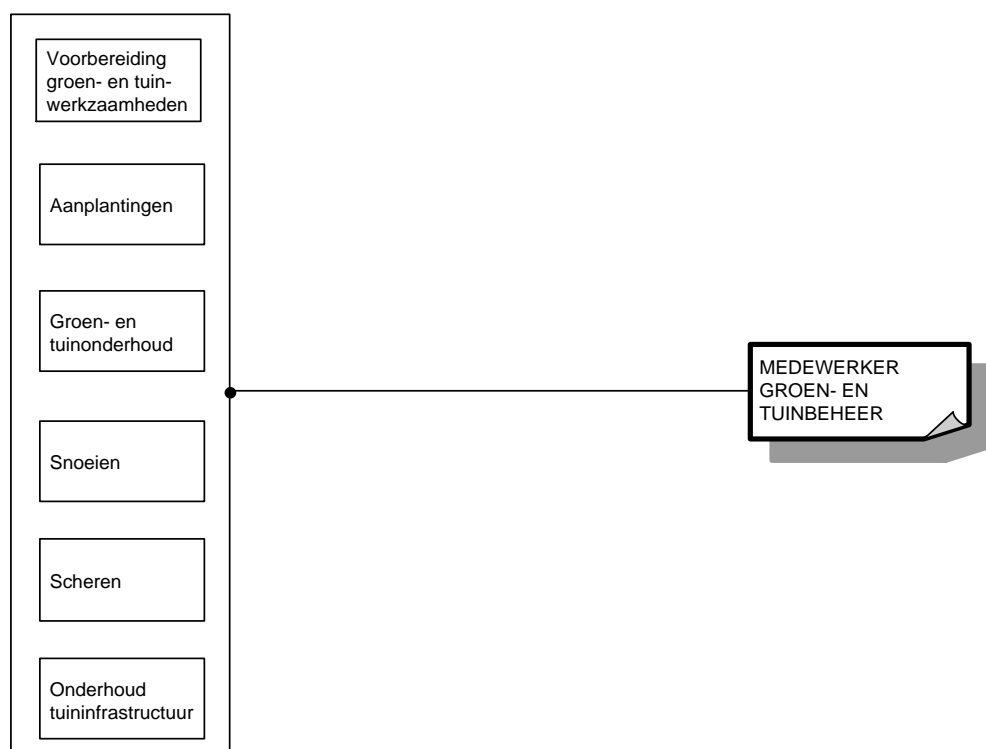 Voorbereiding
groen- en tuin-
werkzaamheden
Aanplantingen
Groen- en
tuinonderhoud
MEDEWERKER
GROEN- EN
TUINBEHEER
Snoeien
Scheren
Onderhoud
tuininfrastructuur